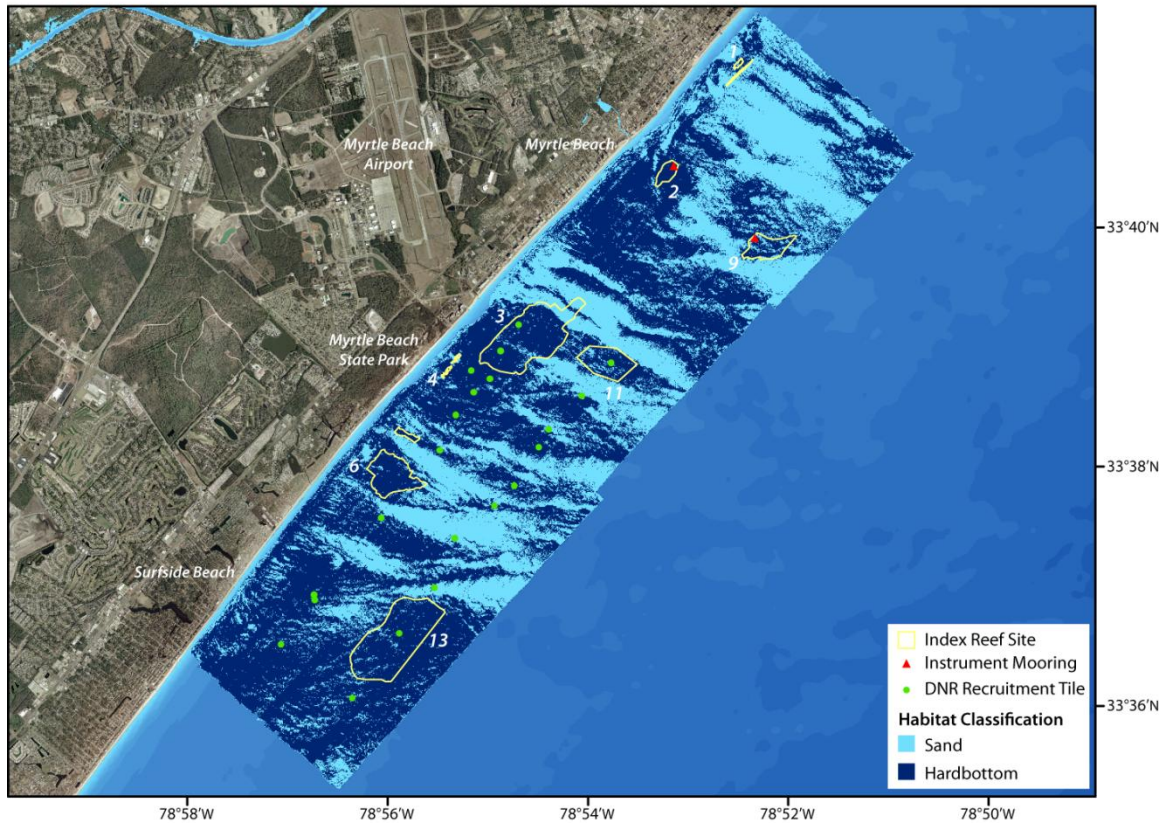 1
Myrtle Beach
Airport
Myrtle Beach
2
33°40'N
9
3
Myrtle Beach
State Park
4
11
6
33°38'N
Surfside Beach
13
Index Reef Site
Instrument Mooring
DNR Recruitment Tile
Habitat Classification
Sand
Hardbottom
33°36'N
78°58'W
78°56'W
78°54'W
78°52'W
78°50'W